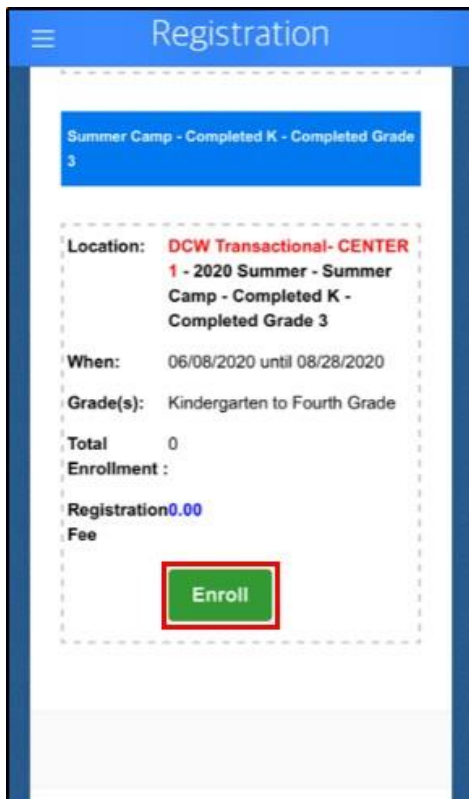 Registration
Summer Camp - Completed K - Completed Grade
3
Location: DCW Transactional- CENTER
1 - 2020 Summer - Summer
Camp - Completed K -
Completed Grade 3
When: 06/08/2020 until 08/28/2020
Grade(s): Kindergarten to Fourth Grade
Total 0
Enrollment :
Registration0.00
Fee
Enroll